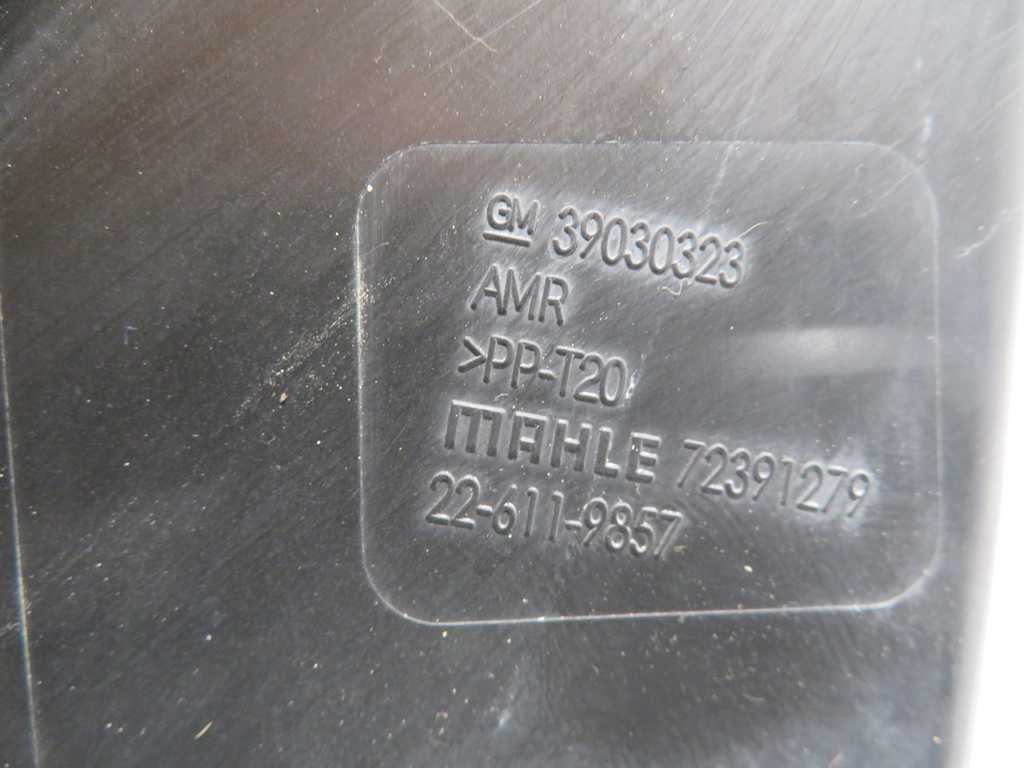 GM 39030323
AMR
>PP-T20
MAHLE 72391279
22-611-9857